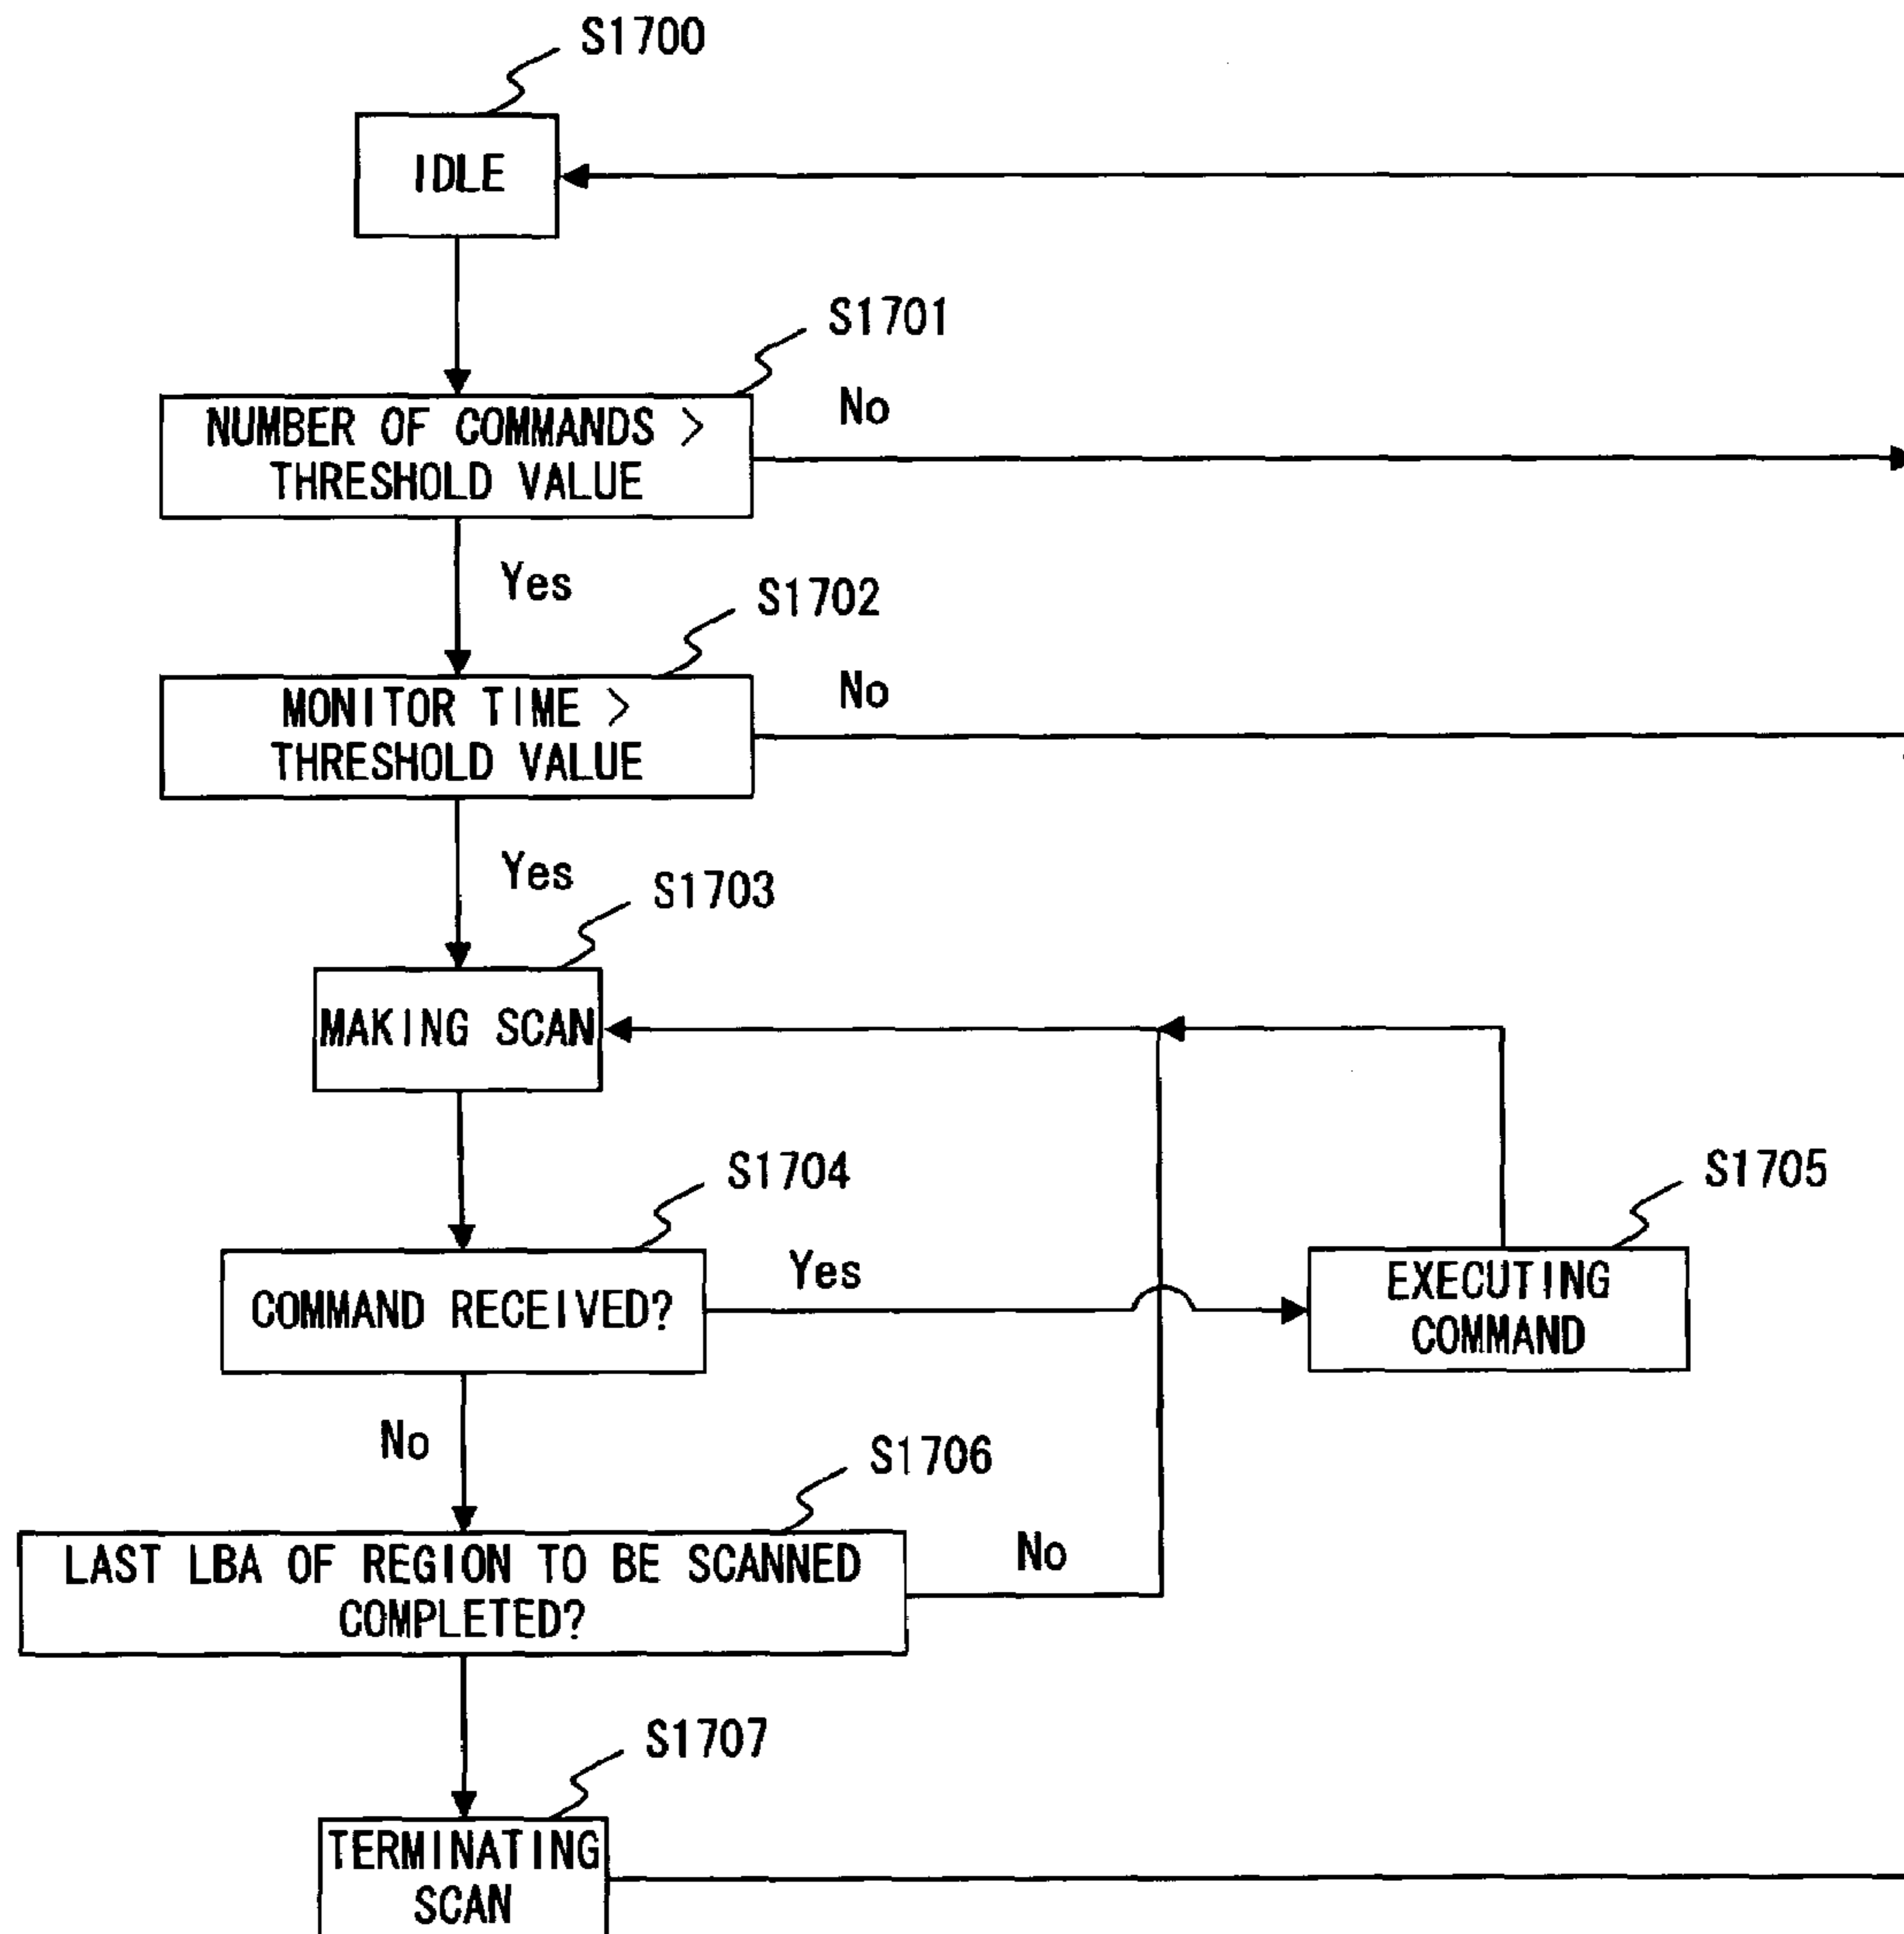 S1700
IDLE
S1701
NUMBER OF COMMANDS >
THRESHOLD VALUE
No
Yes
S1702
MONITOR TIME >
THRESHOLD VALUE
No
Yes
S1703
MAKING SCAN
S1704
COMMAND RECEIVED?
Yes
S1705
EXECUTING
COMMAND
No
S1706
LAST LBA OF REGION TO BE SCANNED
COMPLETED?
No
S1707
TERMINATING
SCAN